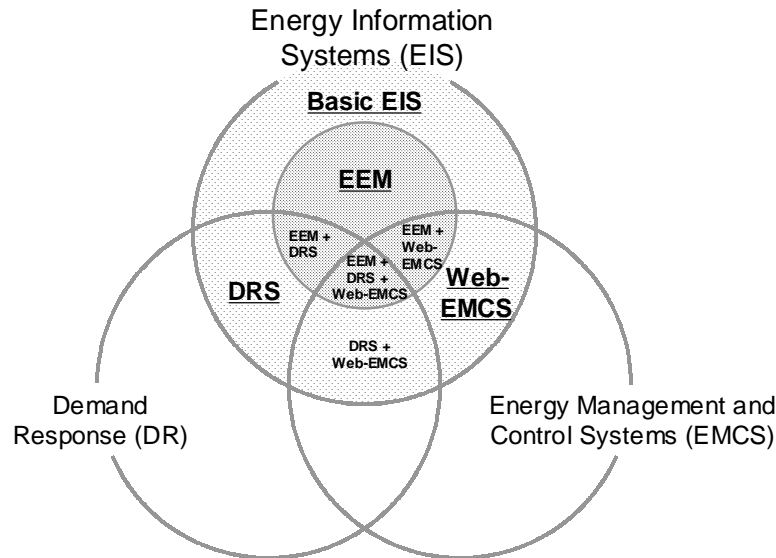 Energy Information
Systems (EIS)
Basic EIS
EEM
EEM +
DRS
EEM +
Web-
EMCS
EEM +
DRS +
Web-EMCS
DRS
Web-
EMCS
DRS +
Web-EMCS
Demand
Response (DR)
Energy Management and
Control Systems (EMCS)